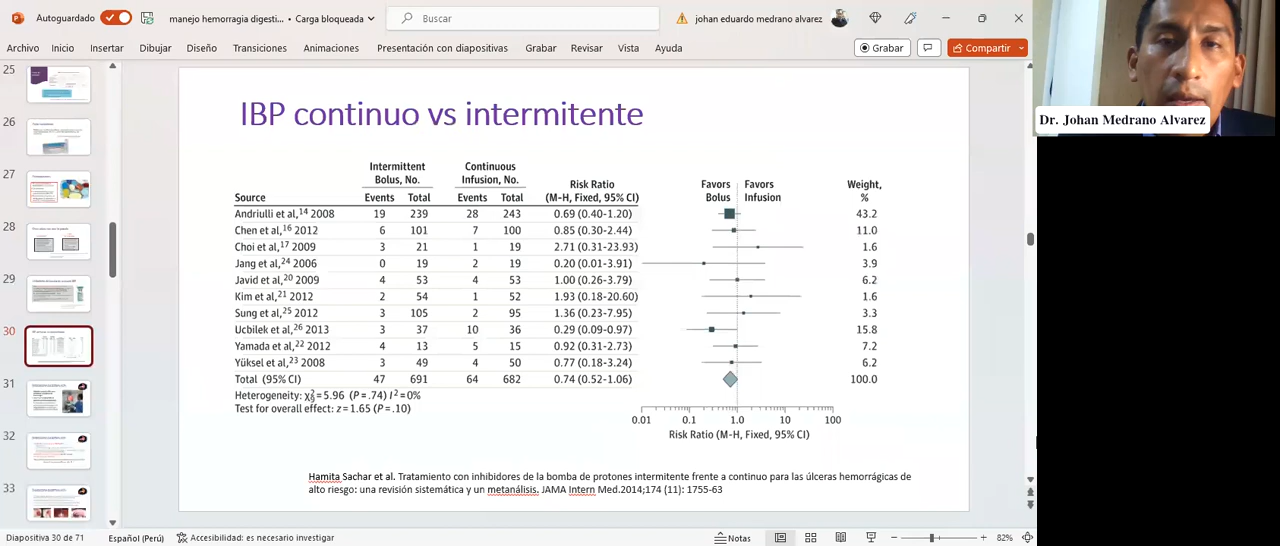 Autoguardado
manejo hemorragia digesti... • Carga bloqueada
Buscar
johan eduardo medrano alvarez
Archivo Inicio Insertar Dibujar Diseño Transiciones Animaciones Presentación con diapositivas Grabar Revisar Vista Ayuda
Grabar
Compartir
25
26
27
28
29
30
31
32
33
IBP continuo vs intermitente
Intermittent Bolus, No. Continuous Infusion, No. Risk Ratio (M-H, Fixed, 95% CI) Favors Bolus Favors Infusion Weight, %
Source Events Total Events Total
Andriulli et al,14 2008 19 239 28 243 0.69 (0.40-1.20) 43.2
Chen et al,16 2012 6 101 7 100 0.85 (0.30-2.44) 11.0
Choi et al,17 2009 3 21 1 19 2.71 (0.31-23.93) 1.6
Jang et al,24 2006 0 19 2 19 0.20 (0.01-3.91) 3.9
Javid et al,20 2009 4 53 4 53 1.00 (0.26-3.79) 6.2
Kim et al,21 2012 2 54 1 52 1.93 (0.18-20.60) 1.6
Sung et al,25 2012 3 105 2 95 1.36 (0.23-7.95) 3.3
Ucbilek et al,26 2013 3 37 10 36 0.29 (0.09-0.97) 15.8
Yamada et al,22 2012 4 13 5 15 0.92 (0.31-2.73) 7.2
Yüksel et al,23 2008 3 49 4 50 0.77 (0.18-3.24) 6.2
Total (95% CI) 47 691 64 682 0.74 (0.52-1.06) 100.0
Heterogeneity: χ²₉ = 5.96 (P = .74) I² = 0%
Test for overall effect: z = 1.65 (P = .10)
0.01 0.1 1.0 10 100
Risk Ratio (M-H, Fixed, 95% CI)
Hamita Sachar et al. Tratamiento con inhibidores de la bomba de protones intermitente frente a continuo para las úlceras hemorrágicas de
alto riesgo: una revisión sistemática y un metanálisis. JAMA Intern Med.2014;174 (11): 1755-63
Dr. Johan Medrano Alvarez
Diapositiva 30 de 71
Español (Perú)
Accesibilidad: es necesario investigar
Notas
82%